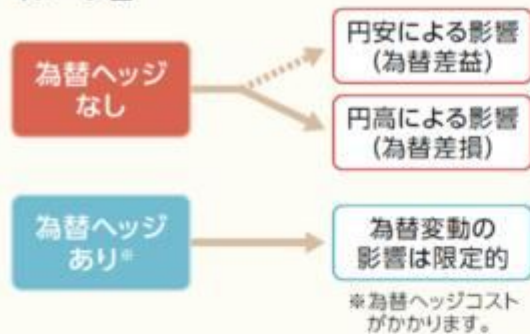 為替ヘッジ
なし
円安による影響
(為替差益)
円高による影響
(為替差損)
為替ヘッジ
あり※
為替変動の
影響は限定的
※為替ヘッジコスト
がかかります。